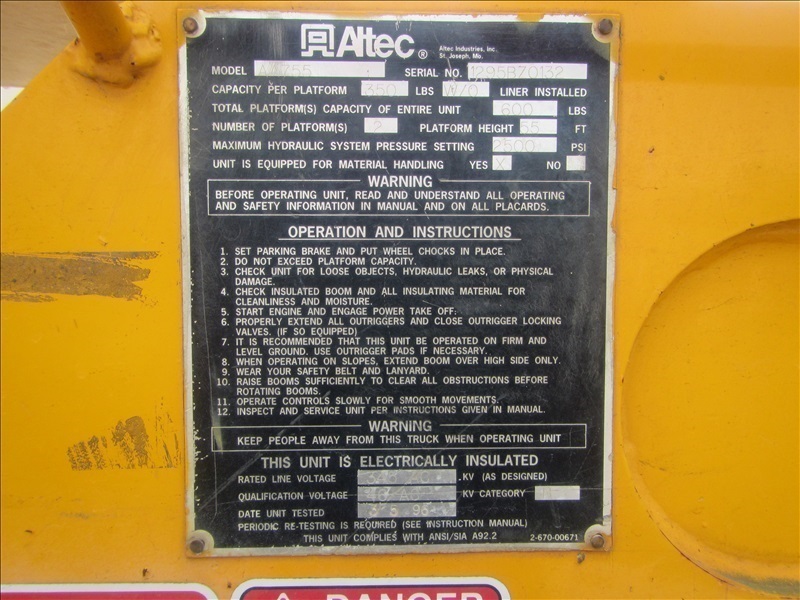 Altec®
Altec Industries, Inc.
St. Joseph, Mo.
MODEL AA755 SERIAL NO. 1295B70132
CAPACITY PER PLATFORM 350 LBS W/O LINER INSTALLED
TOTAL PLATFORM(S) CAPACITY OF ENTIRE UNIT 600 LBS
NUMBER OF PLATFORM(S) 2 PLATFORM HEIGHT 55 FT
MAXIMUM HYDRAULIC SYSTEM PRESSURE SETTING 2500 PSI
UNIT IS EQUIPPED FOR MATERIAL HANDLING YES X NO
WARNING
BEFORE OPERATING UNIT, READ AND UNDERSTAND ALL OPERATING
AND SAFETY INFORMATION IN MANUAL AND ON ALL PLACARDS.
OPERATION AND INSTRUCTIONS
1. SET PARKING BRAKE AND PUT WHEEL CHOCKS IN PLACE.
2. DO NOT EXCEED PLATFORM CAPACITY.
3. CHECK UNIT FOR LOOSE OBJECTS, HYDRAULIC LEAKS, OR PHYSICAL
DAMAGE.
4. CHECK INSULATED BOOM AND ALL INSULATING MATERIAL FOR
CLEANLINESS AND MOISTURE.
5. START ENGINE AND ENGAGE POWER TAKE OFF.
6. PROPERLY EXTEND ALL OUTRIGGERS AND CLOSE OUTRIGGER LOCKING
VALVES. (IF SO EQUIPPED)
7. IT IS RECOMMENDED THAT THIS UNIT BE OPERATED ON FIRM AND
LEVEL GROUND. USE OUTRIGGER PADS IF NECESSARY.
8. WHEN OPERATING ON SLOPES, EXTEND BOOM OVER HIGH SIDE ONLY.
9. WEAR YOUR SAFETY BELT AND LANYARD.
10. RAISE BOOMS SUFFICIENTLY TO CLEAR ALL OBSTRUCTIONS BEFORE
ROTATING BOOMS.
11. OPERATE CONTROLS SLOWLY FOR SMOOTH MOVEMENTS.
12. INSPECT AND SERVICE UNIT PER INSTRUCTIONS GIVEN IN MANUAL.
WARNING
KEEP PEOPLE AWAY FROM THIS TRUCK WHEN OPERATING UNIT
THIS UNIT IS ELECTRICALLY INSULATED
RATED LINE VOLTAGE KV (AS DESIGNED)
QUALIFICATION VOLTAGE KV CATEGORY
DATE UNIT TESTED
PERIODIC RE-TESTING IS REQUIRED (SEE INSTRUCTION MANUAL)
THIS UNIT COMPLIES WITH ANSI/SIA A92.2 2-670-00671
DANGER